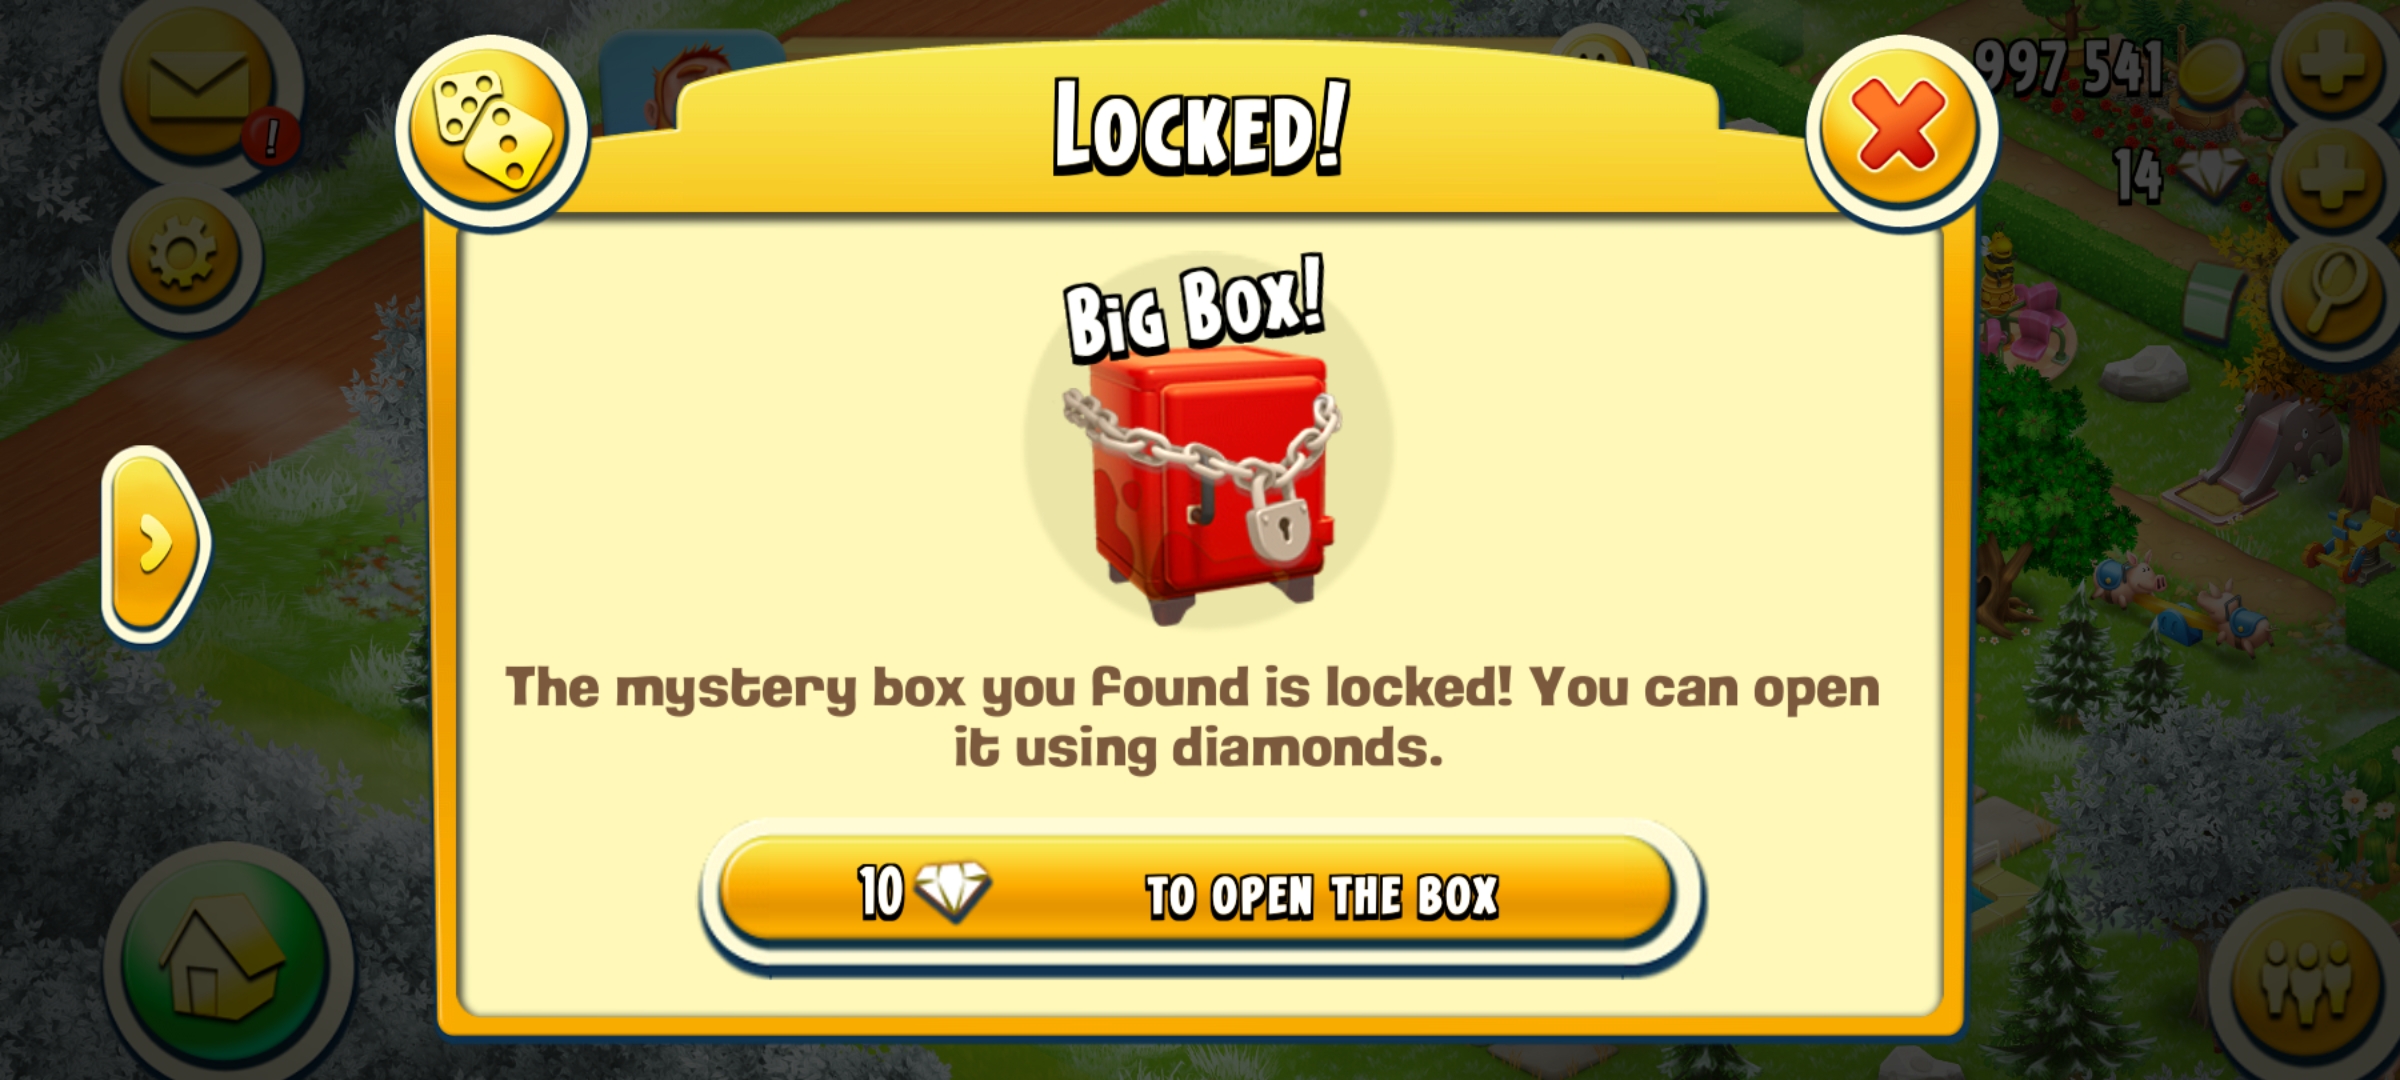 LOCKED!
997 541
14
BIG BOX!
The mystery box you found is locked! You can open
it using diamonds.
10 TO OPEN THE BOX
!